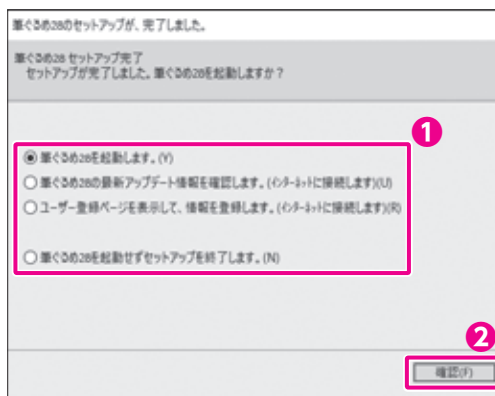 筆ぐるめ28のセットアップが、完了しました。
筆ぐるめ28 セットアップ完了
セットアップが完了しました。筆ぐるめ28を起動しますか？
1
筆ぐるめ28を起動します。(Y)
筆ぐるめ28の最新アップデート情報を確認します。(インターネットに接続します)(U)
ユーザー登録ページを表示して、情報を登録します。(インターネットに接続します)(R)
筆ぐるめ28を起動せずセットアップを終了します。(N)
2
確認(F)